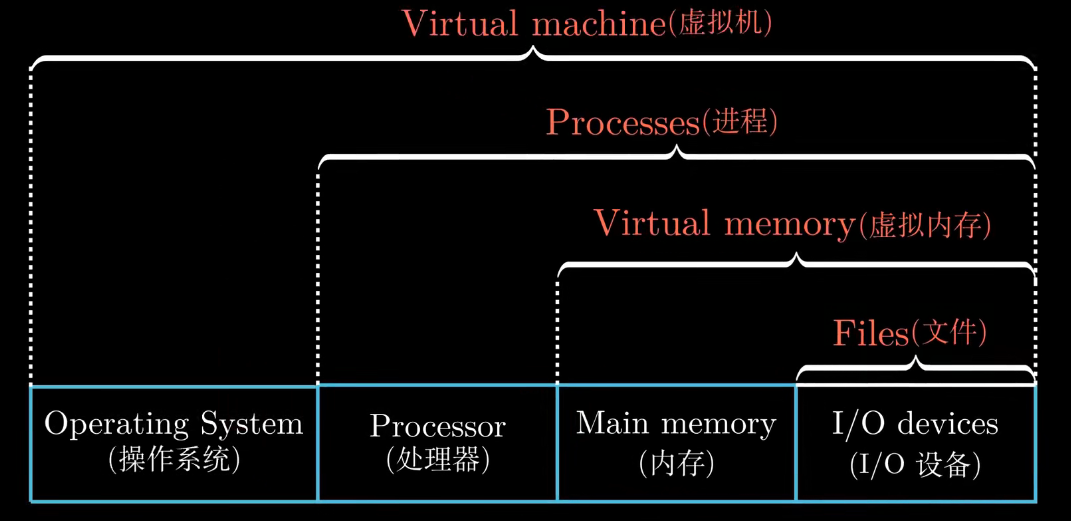 Virtual machine(虚拟机)
Processes(进程)
Virtual memory(虚拟内存)
Files(文件)
Operating System
(操作系统)
Processor
(处理器)
Main memory
(内存)
I/O devices
(I/O 设备)